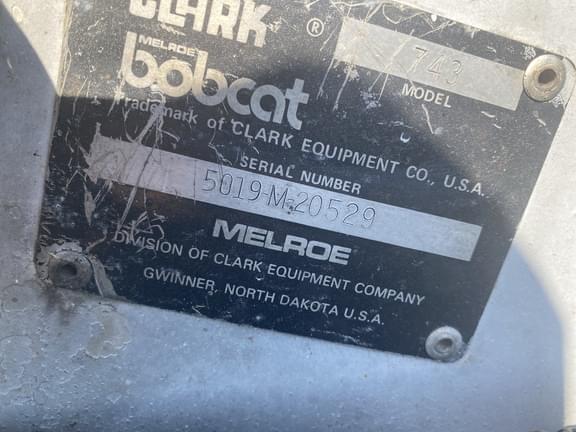 CLARK ®
MELROE
bobcat
Trademark of CLARK EQUIPMENT CO., U.S.A.
743
MODEL
SERIAL NUMBER
5019-M-20529
MELROE
DIVISION OF CLARK EQUIPMENT COMPANY
GWINNER, NORTH DAKOTA U.S.A.